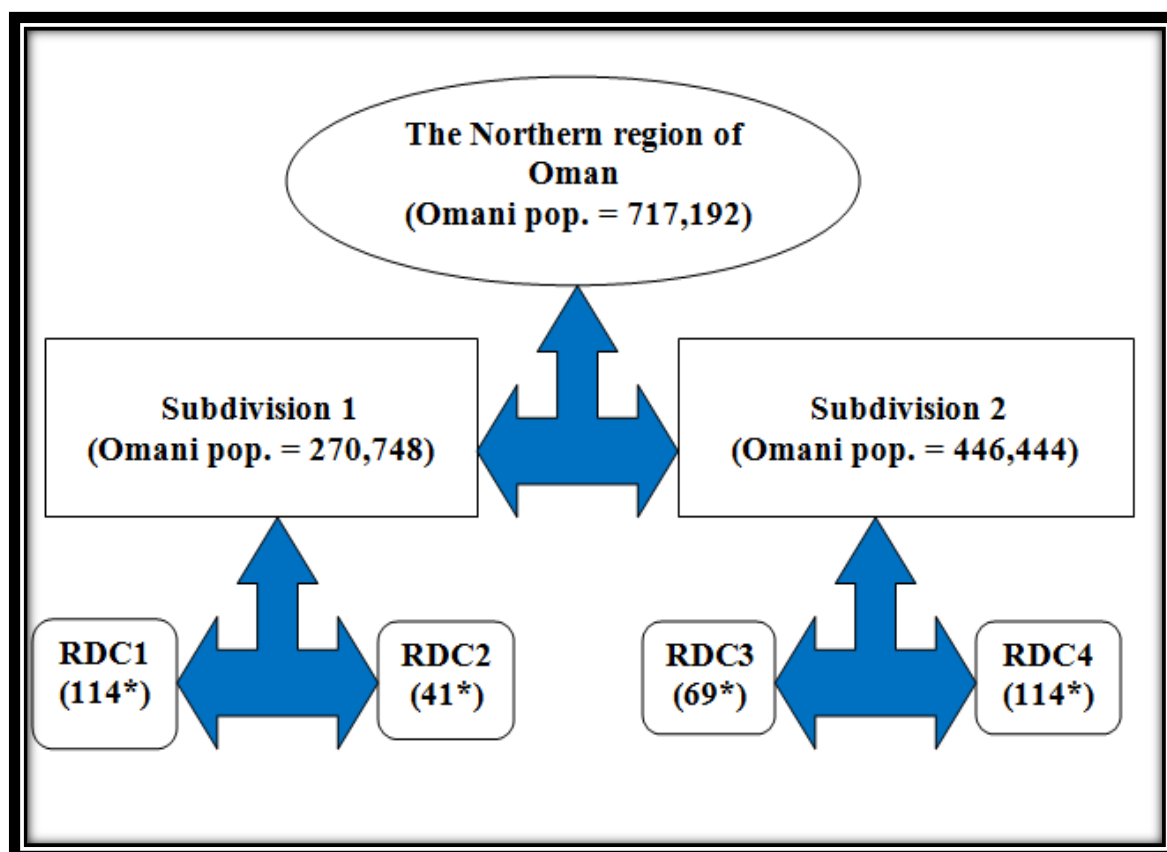 The Northern region of
Oman
(Omani pop. = 717,192)
Subdivision 1
(Omani pop. = 270,748)
Subdivision 2
(Omani pop. = 446,444)
RDC1
(114*)
RDC2
(41*)
RDC3
(69*)
RDC4
(114*)